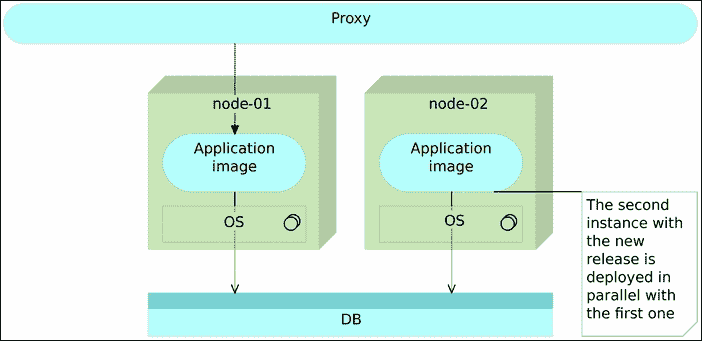 Proxy
node-01
node-02
Application
image
Application
image
OS
OS
The second
instance with
the new
release is
deployed in
parallel with
the first one
DB